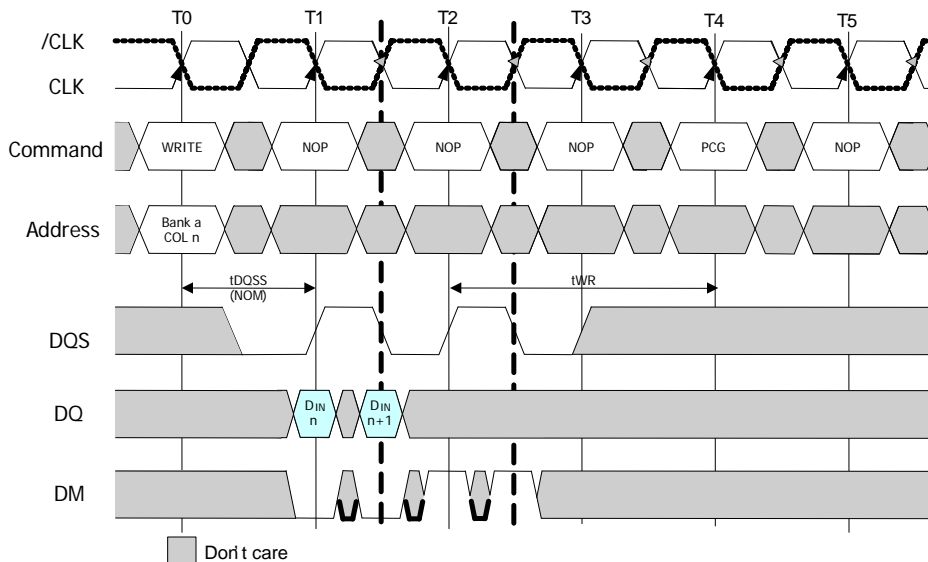 T0 T1 T2 T3 T4 T5
/CLK
CLK
Command WRITE NOP NOP NOP PCG NOP
Address Bank a
COL n
tDQSS
(NOM)
tWR
DQS
DQ DIN
n
DIN
n+1
DM
Don't care